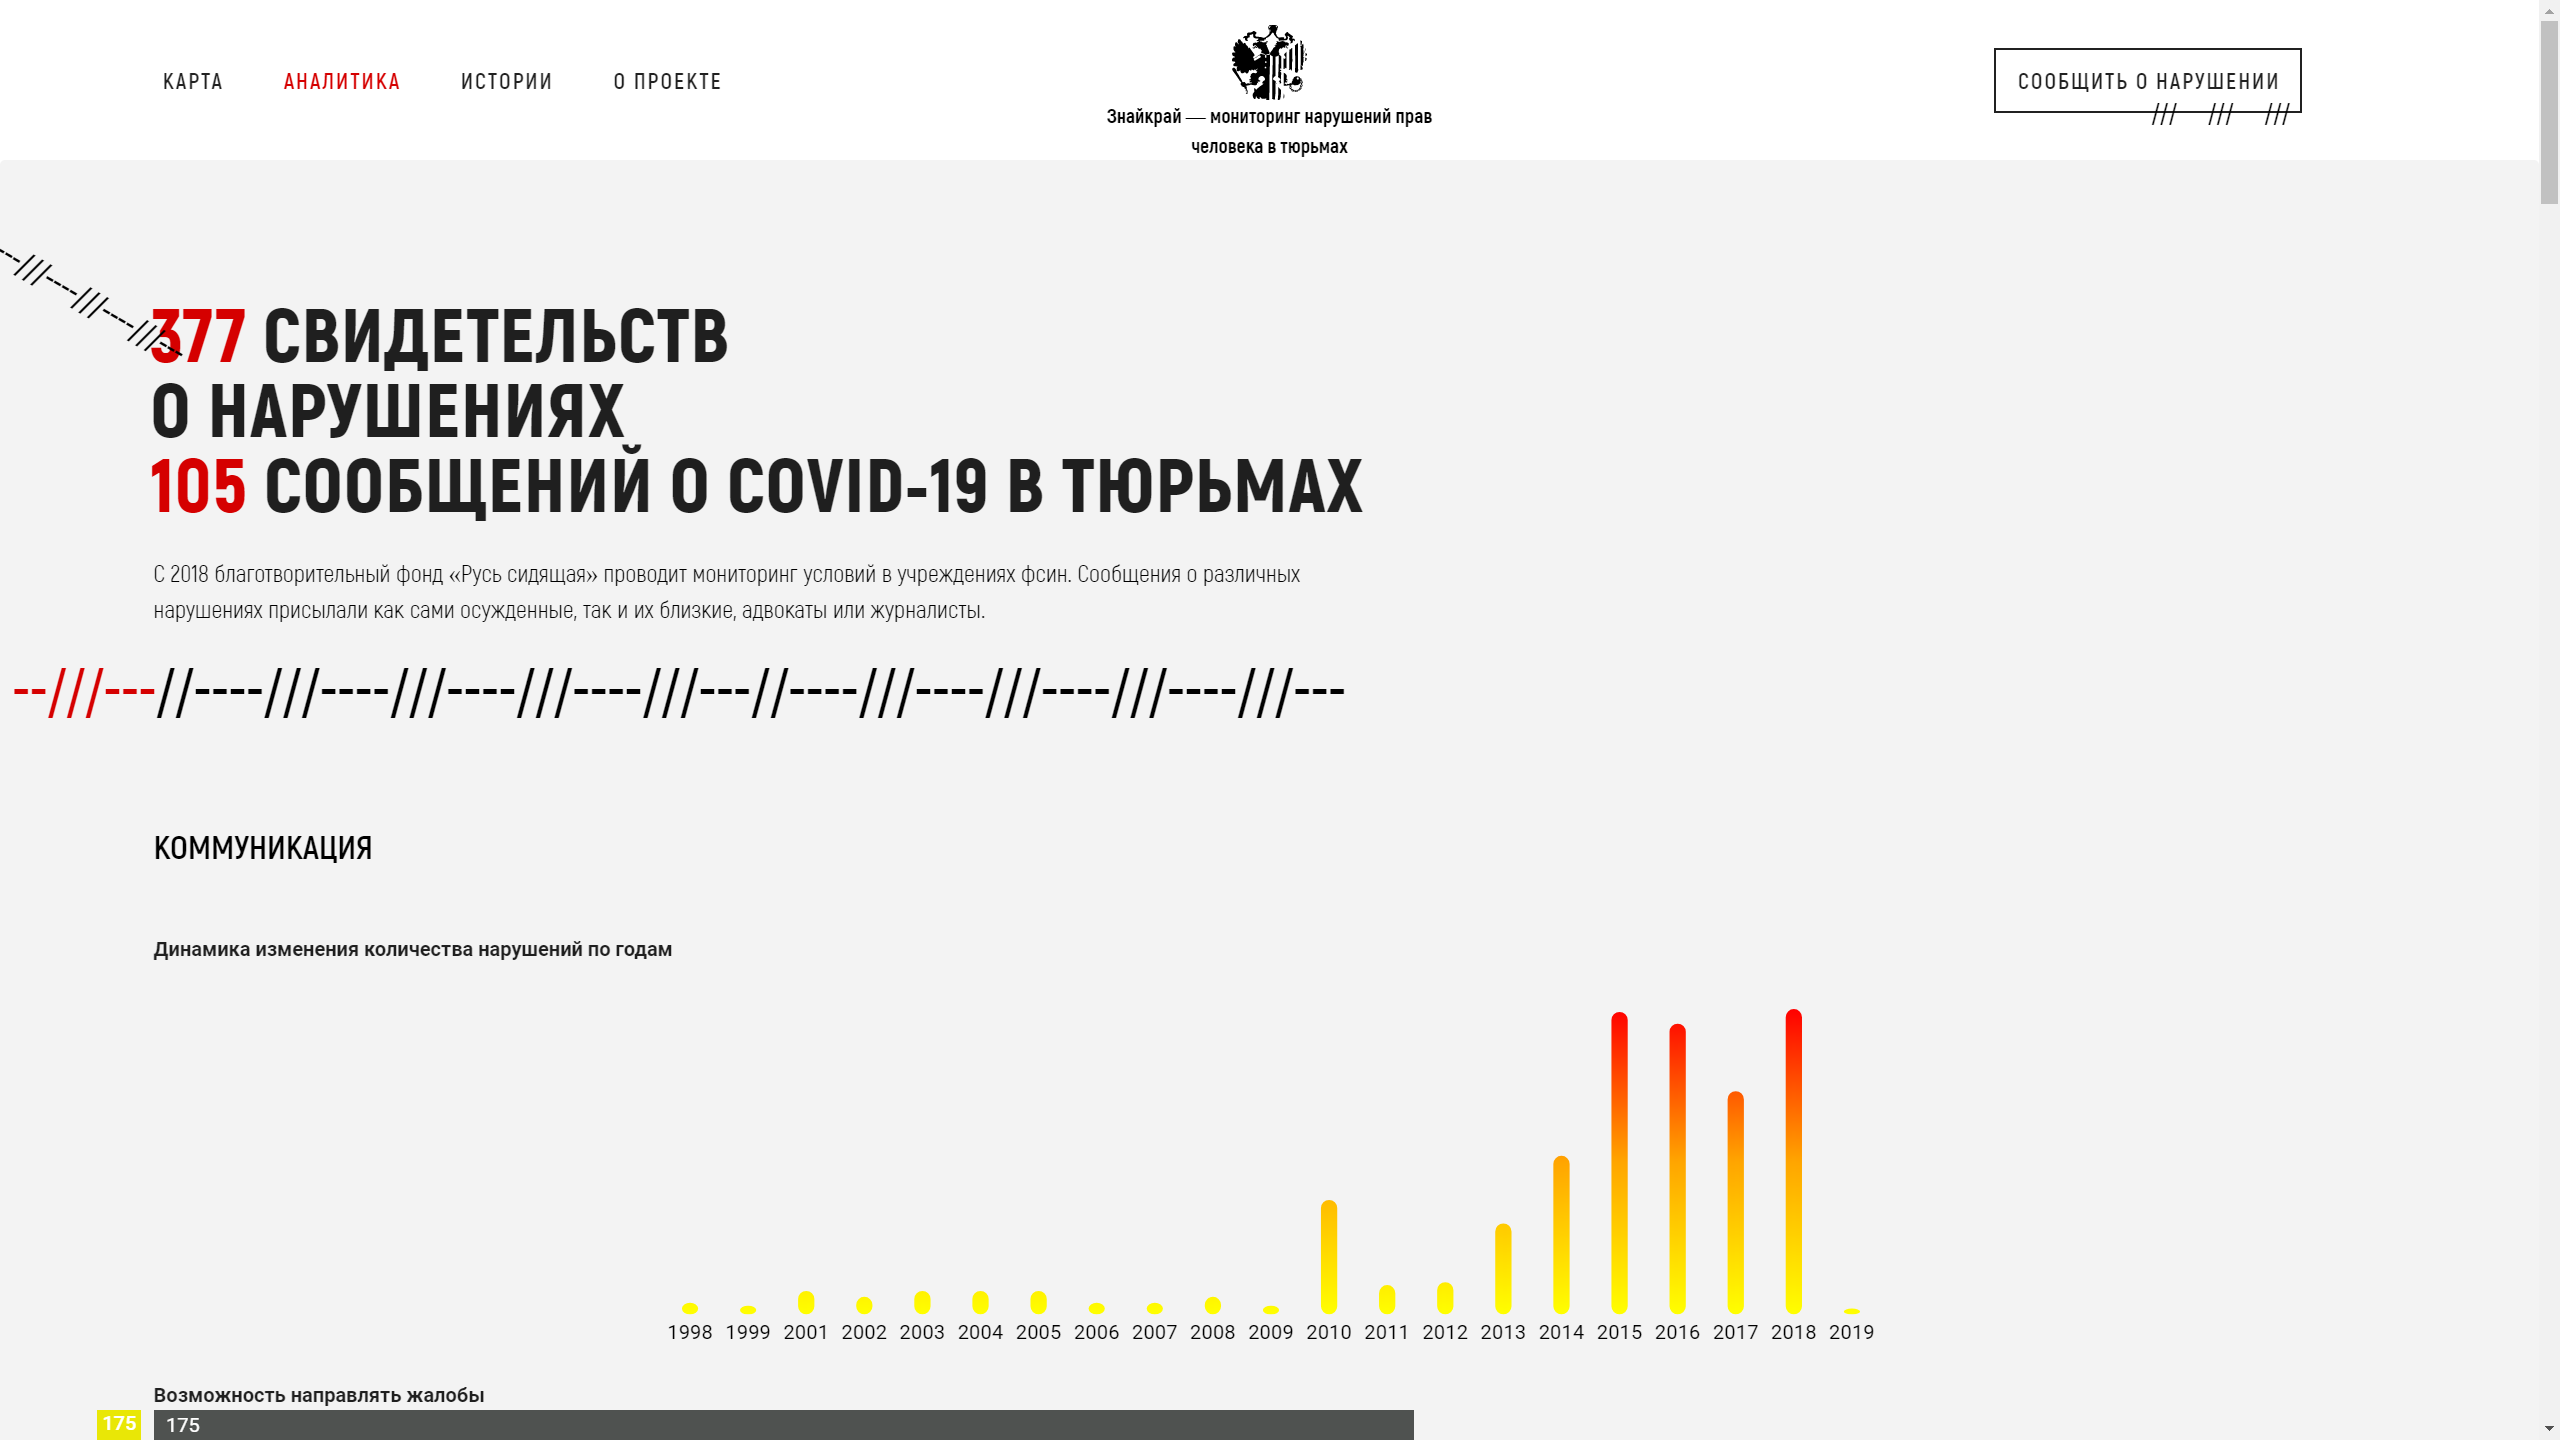 КАРТА
АНАЛИТИКА
ИСТОРИИ
О ПРОЕКТЕ
Знайкрай — мониторинг нарушений прав
человека в тюрьмах
СООБЩИТЬ О НАРУШЕНИИ
/// /// ///
----///----///----///---
377 СВИДЕТЕЛЬСТВ
О НАРУШЕНИЯХ
105 СООБЩЕНИЙ О COVID-19 В ТЮРЬМАХ
С 2018 благотворительный фонд «Русь сидящая» проводит мониторинг условий в учреждениях фсин. Сообщения о различных
нарушениях присылали как сами осужденные, так и их близкие, адвокаты или журналисты.
--///---//----///----///----///----///---//----///----///----///----///---
КОММУНИКАЦИЯ
Динамика изменения количества нарушений по годам
1998 1999 2001 2002 2003 2004 2005 2006 2007 2008 2009 2010 2011 2012 2013 2014 2015 2016 2017 2018 2019
Возможность направлять жалобы
175 175